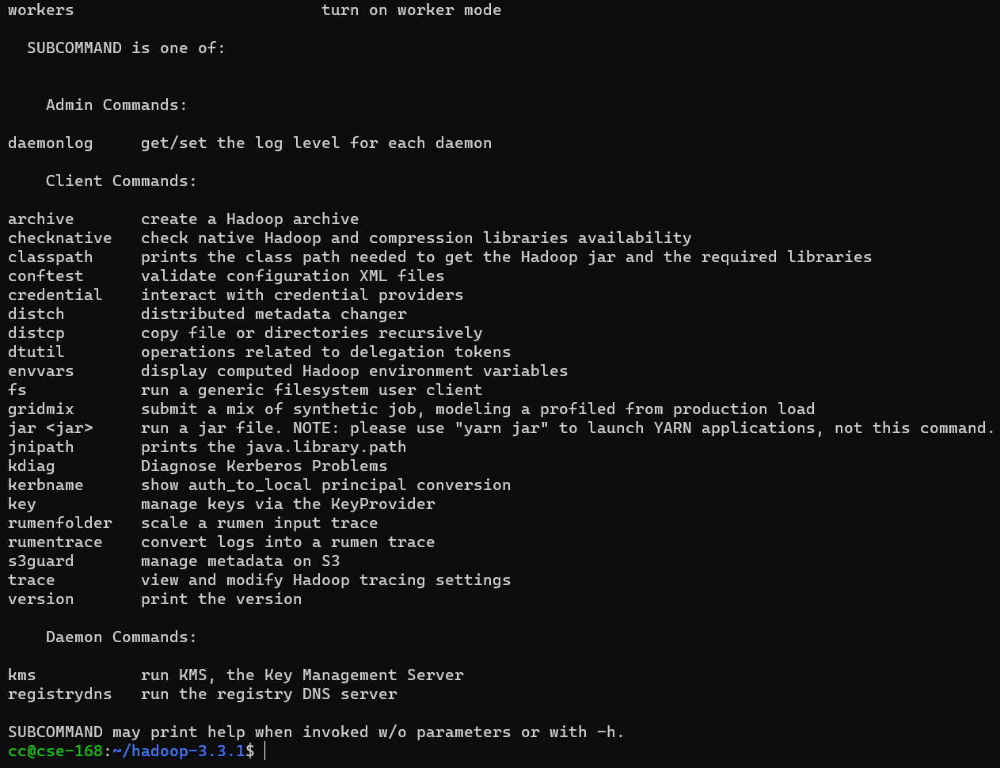 workers                          turn on worker mode
  SUBCOMMAND is one of:
    Admin Commands:
daemonlog     get/set the log level for each daemon
    Client Commands:
archive       create a Hadoop archive
checknative   check native Hadoop and compression libraries availability
classpath     prints the class path needed to get the Hadoop jar and the required libraries
conftest      validate configuration XML files
credential    interact with credential providers
distch        distributed metadata changer
distcp        copy file or directories recursively
dtutil        operations related to delegation tokens
envvars       display computed Hadoop environment variables
fs            run a generic filesystem user client
gridmix       submit a mix of synthetic job, modeling a profiled from production load
jar <jar>     run a jar file. NOTE: please use "yarn jar" to launch YARN applications, not this command.
jnipath       prints the java.library.path
kdiag         Diagnose Kerberos Problems
kerbname      show auth_to_local principal conversion
key           manage keys via the KeyProvider
rumenfolder   scale a rumen input trace
rumentrace    convert logs into a rumen trace
s3guard       manage metadata on S3
trace         view and modify Hadoop tracing settings
version       print the version
    Daemon Commands:
kms           run KMS, the Key Management Server
registrydns   run the registry DNS server
SUBCOMMAND may print help when invoked w/o parameters or with -h.
cc@cse-168:~/hadoop-3.3.1$